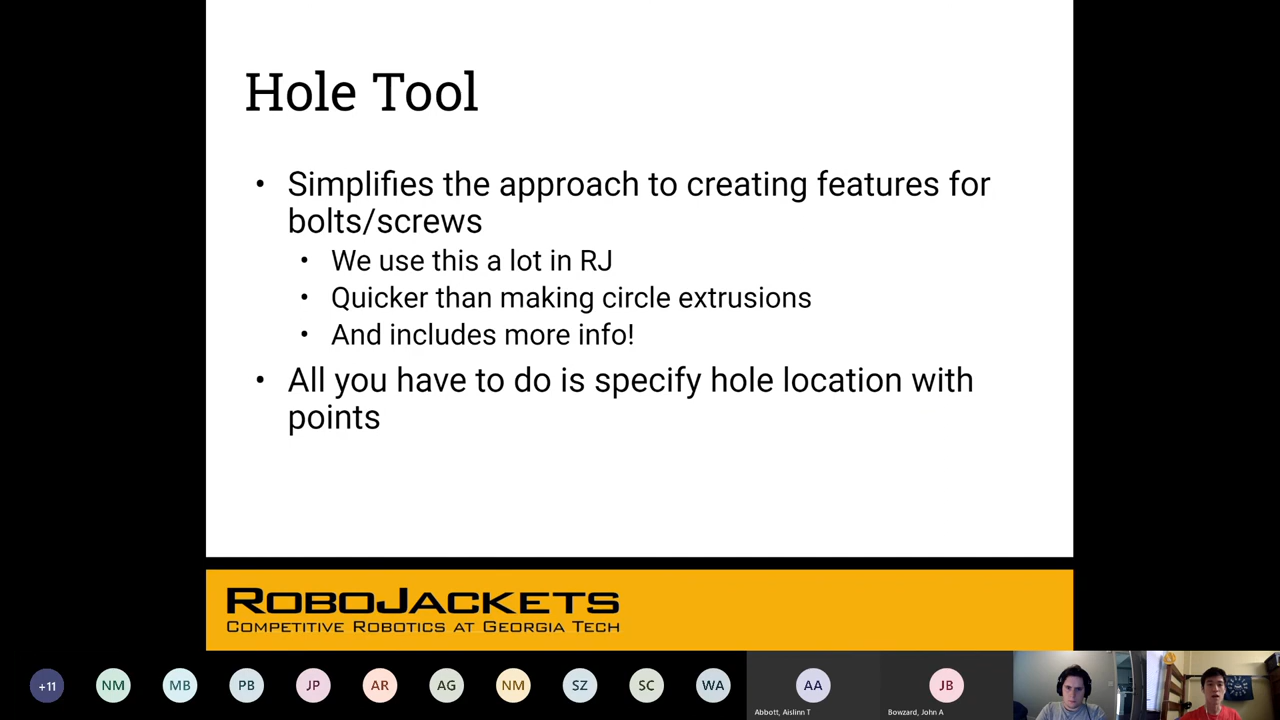 Hole Tool
• Simplifies the approach to creating features for
bolts/screws
• We use this a lot in RJ
• Quicker than making circle extrusions
• And includes more info!
• All you have to do is specify hole location with
points
ROBOJACKETS
COMPETITIVE ROBOTICS AT GEORGIA TECH
+11 NM MB PB JP AR AG NM SZ SC WA AA JB
Abbott, Aislinn T Bowzard, John A